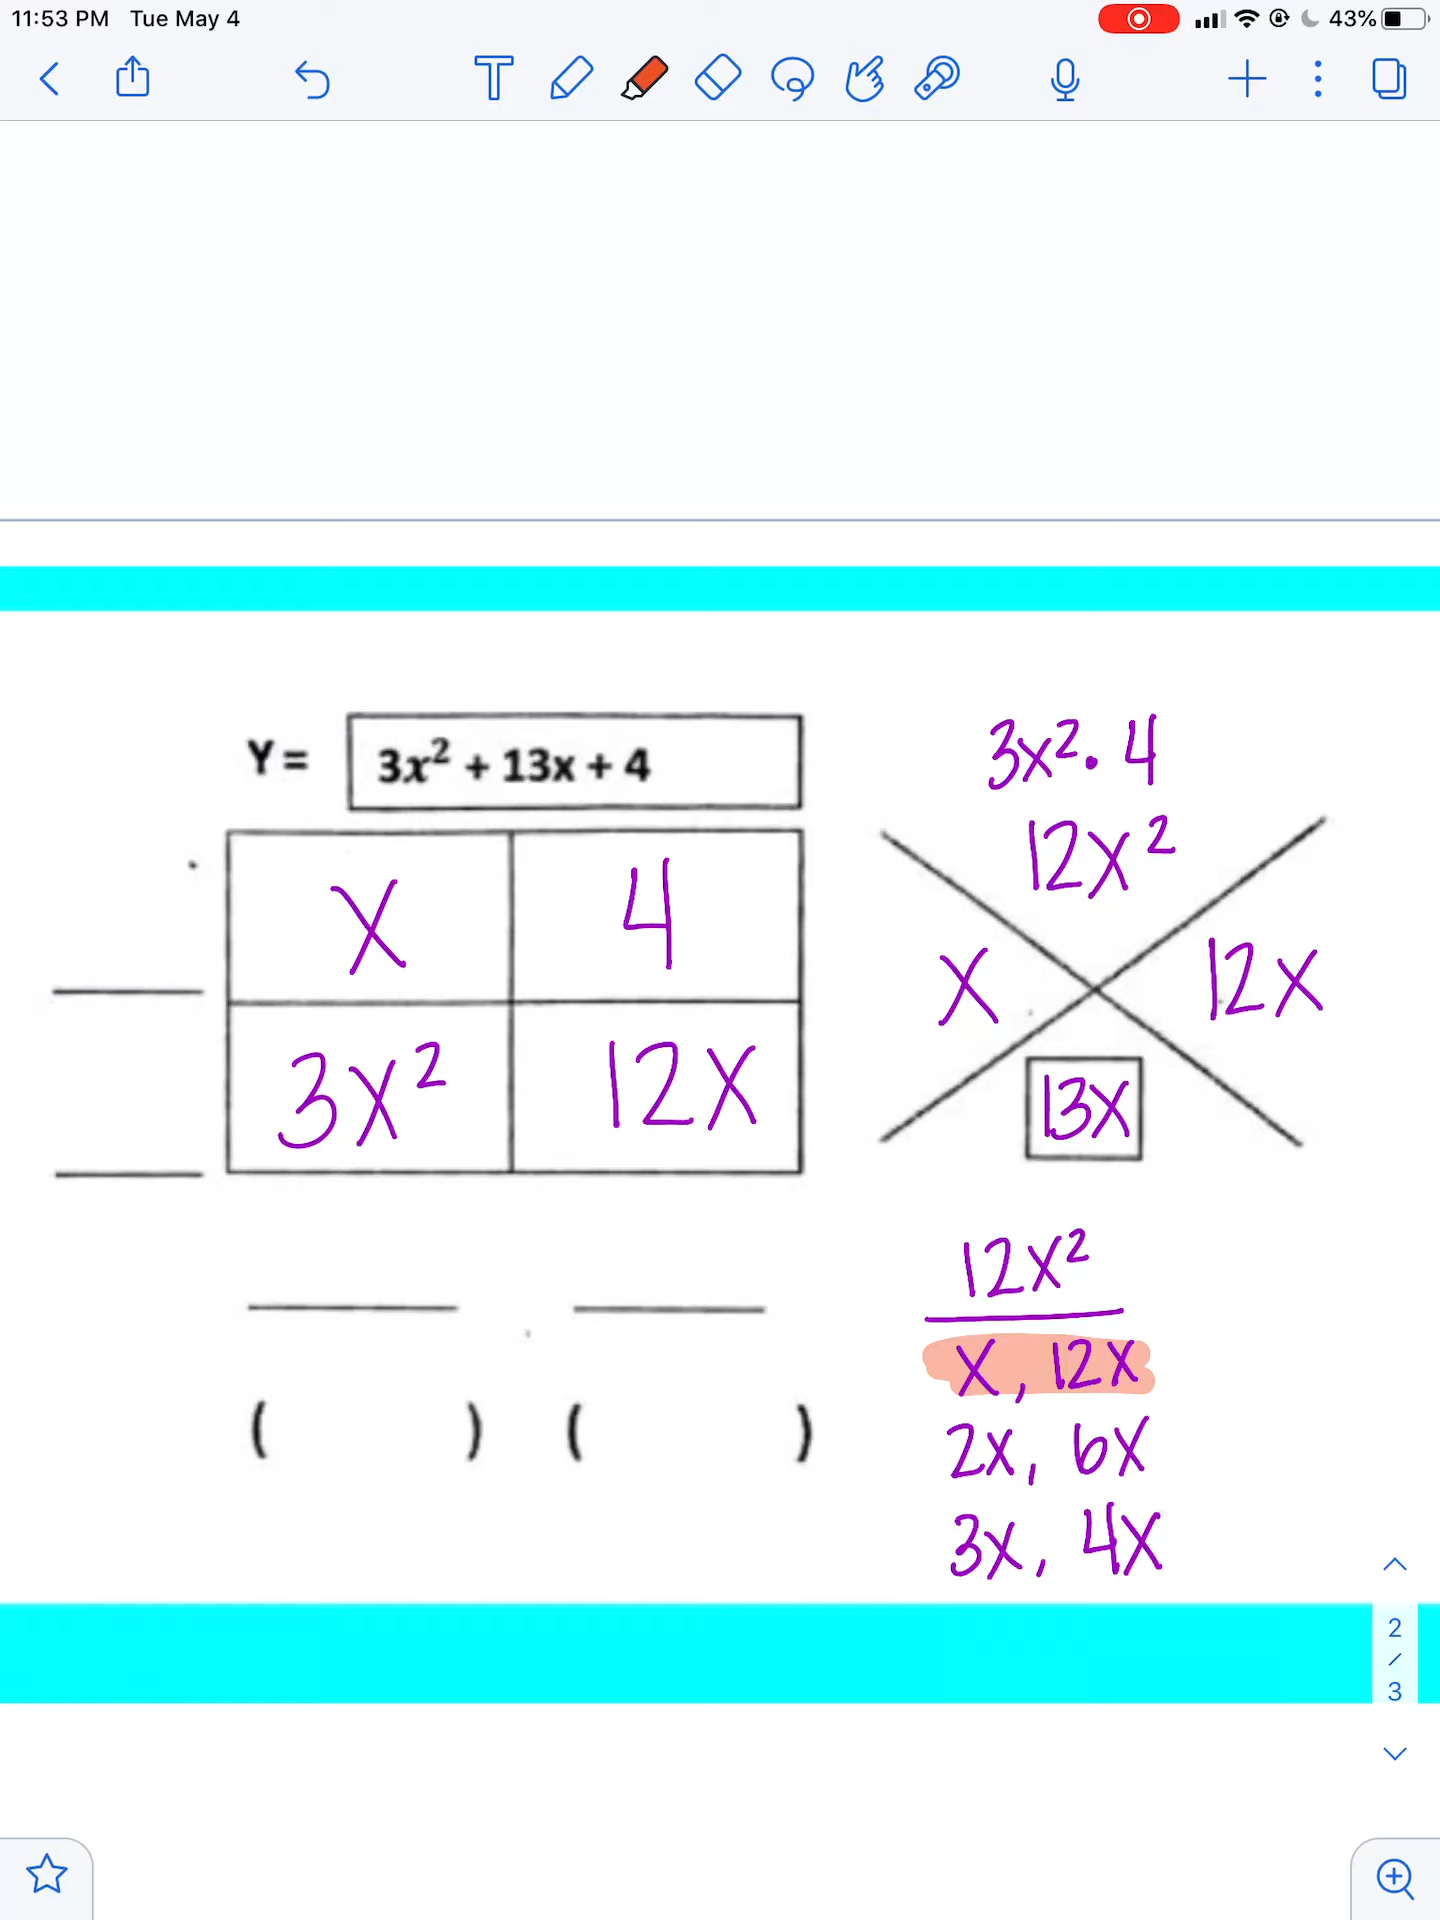 11:53 PM Tue May 4
43%
T
Y = 3x² + 13x + 4
x 4
3x² 12x
3x² · 4
12x²
x 12x
13x
12x²
x, 12x
2x, 6x
3x, 4x
( ) ( )
2
/
3